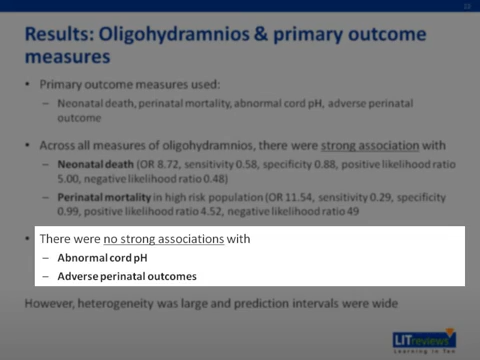 Results: Oligohydramnios & primary outcome
measures
• Primary outcome measures used:
– Neonatal death, perinatal mortality, abnormal cord pH, adverse perinatal
outcome
• Across all measures of oligohydramnios, there were strong association with
– Neonatal death (OR 8.72, sensitivity 0.58, specificity 0.88, positive likelihood ratio
5.00, negative likelihood ratio 0.48)
– Perinatal mortality in high risk population (OR 11.54, sensitivity 0.29, specificity
0.99, positive likelihood ratio 4.52, negative likelihood ratio 49
• There were no strong associations with
– Abnormal cord pH
– Adverse perinatal outcomes
However, heterogeneity was large and prediction intervals were wide
LITreviews
Learning in Ten